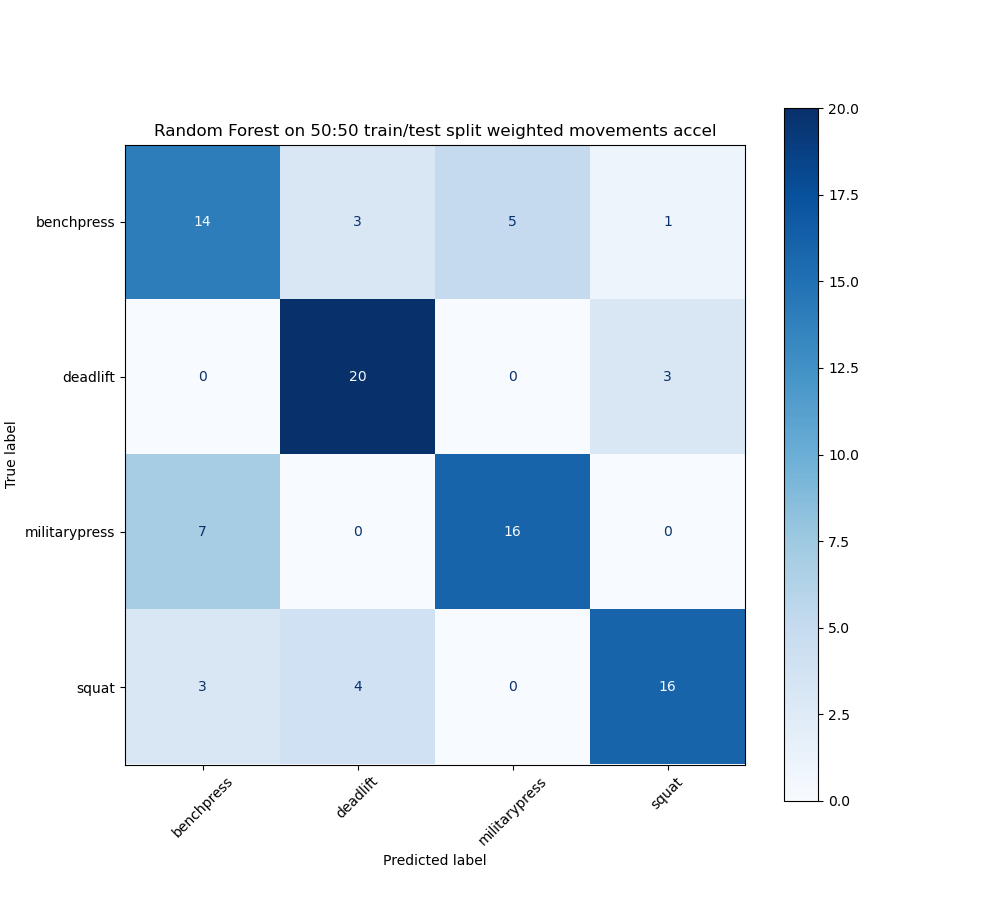 Random Forest on 50:50 train/test split weighted movements accel
True label
benchpress 14 3 5 1
deadlift 0 20 0 3
militarypress 7 0 16 0
squat 3 4 0 16
benchpress deadlift militarypress squat
Predicted label
20.0
17.5
15.0
12.5
10.0
7.5
5.0
2.5
0.0